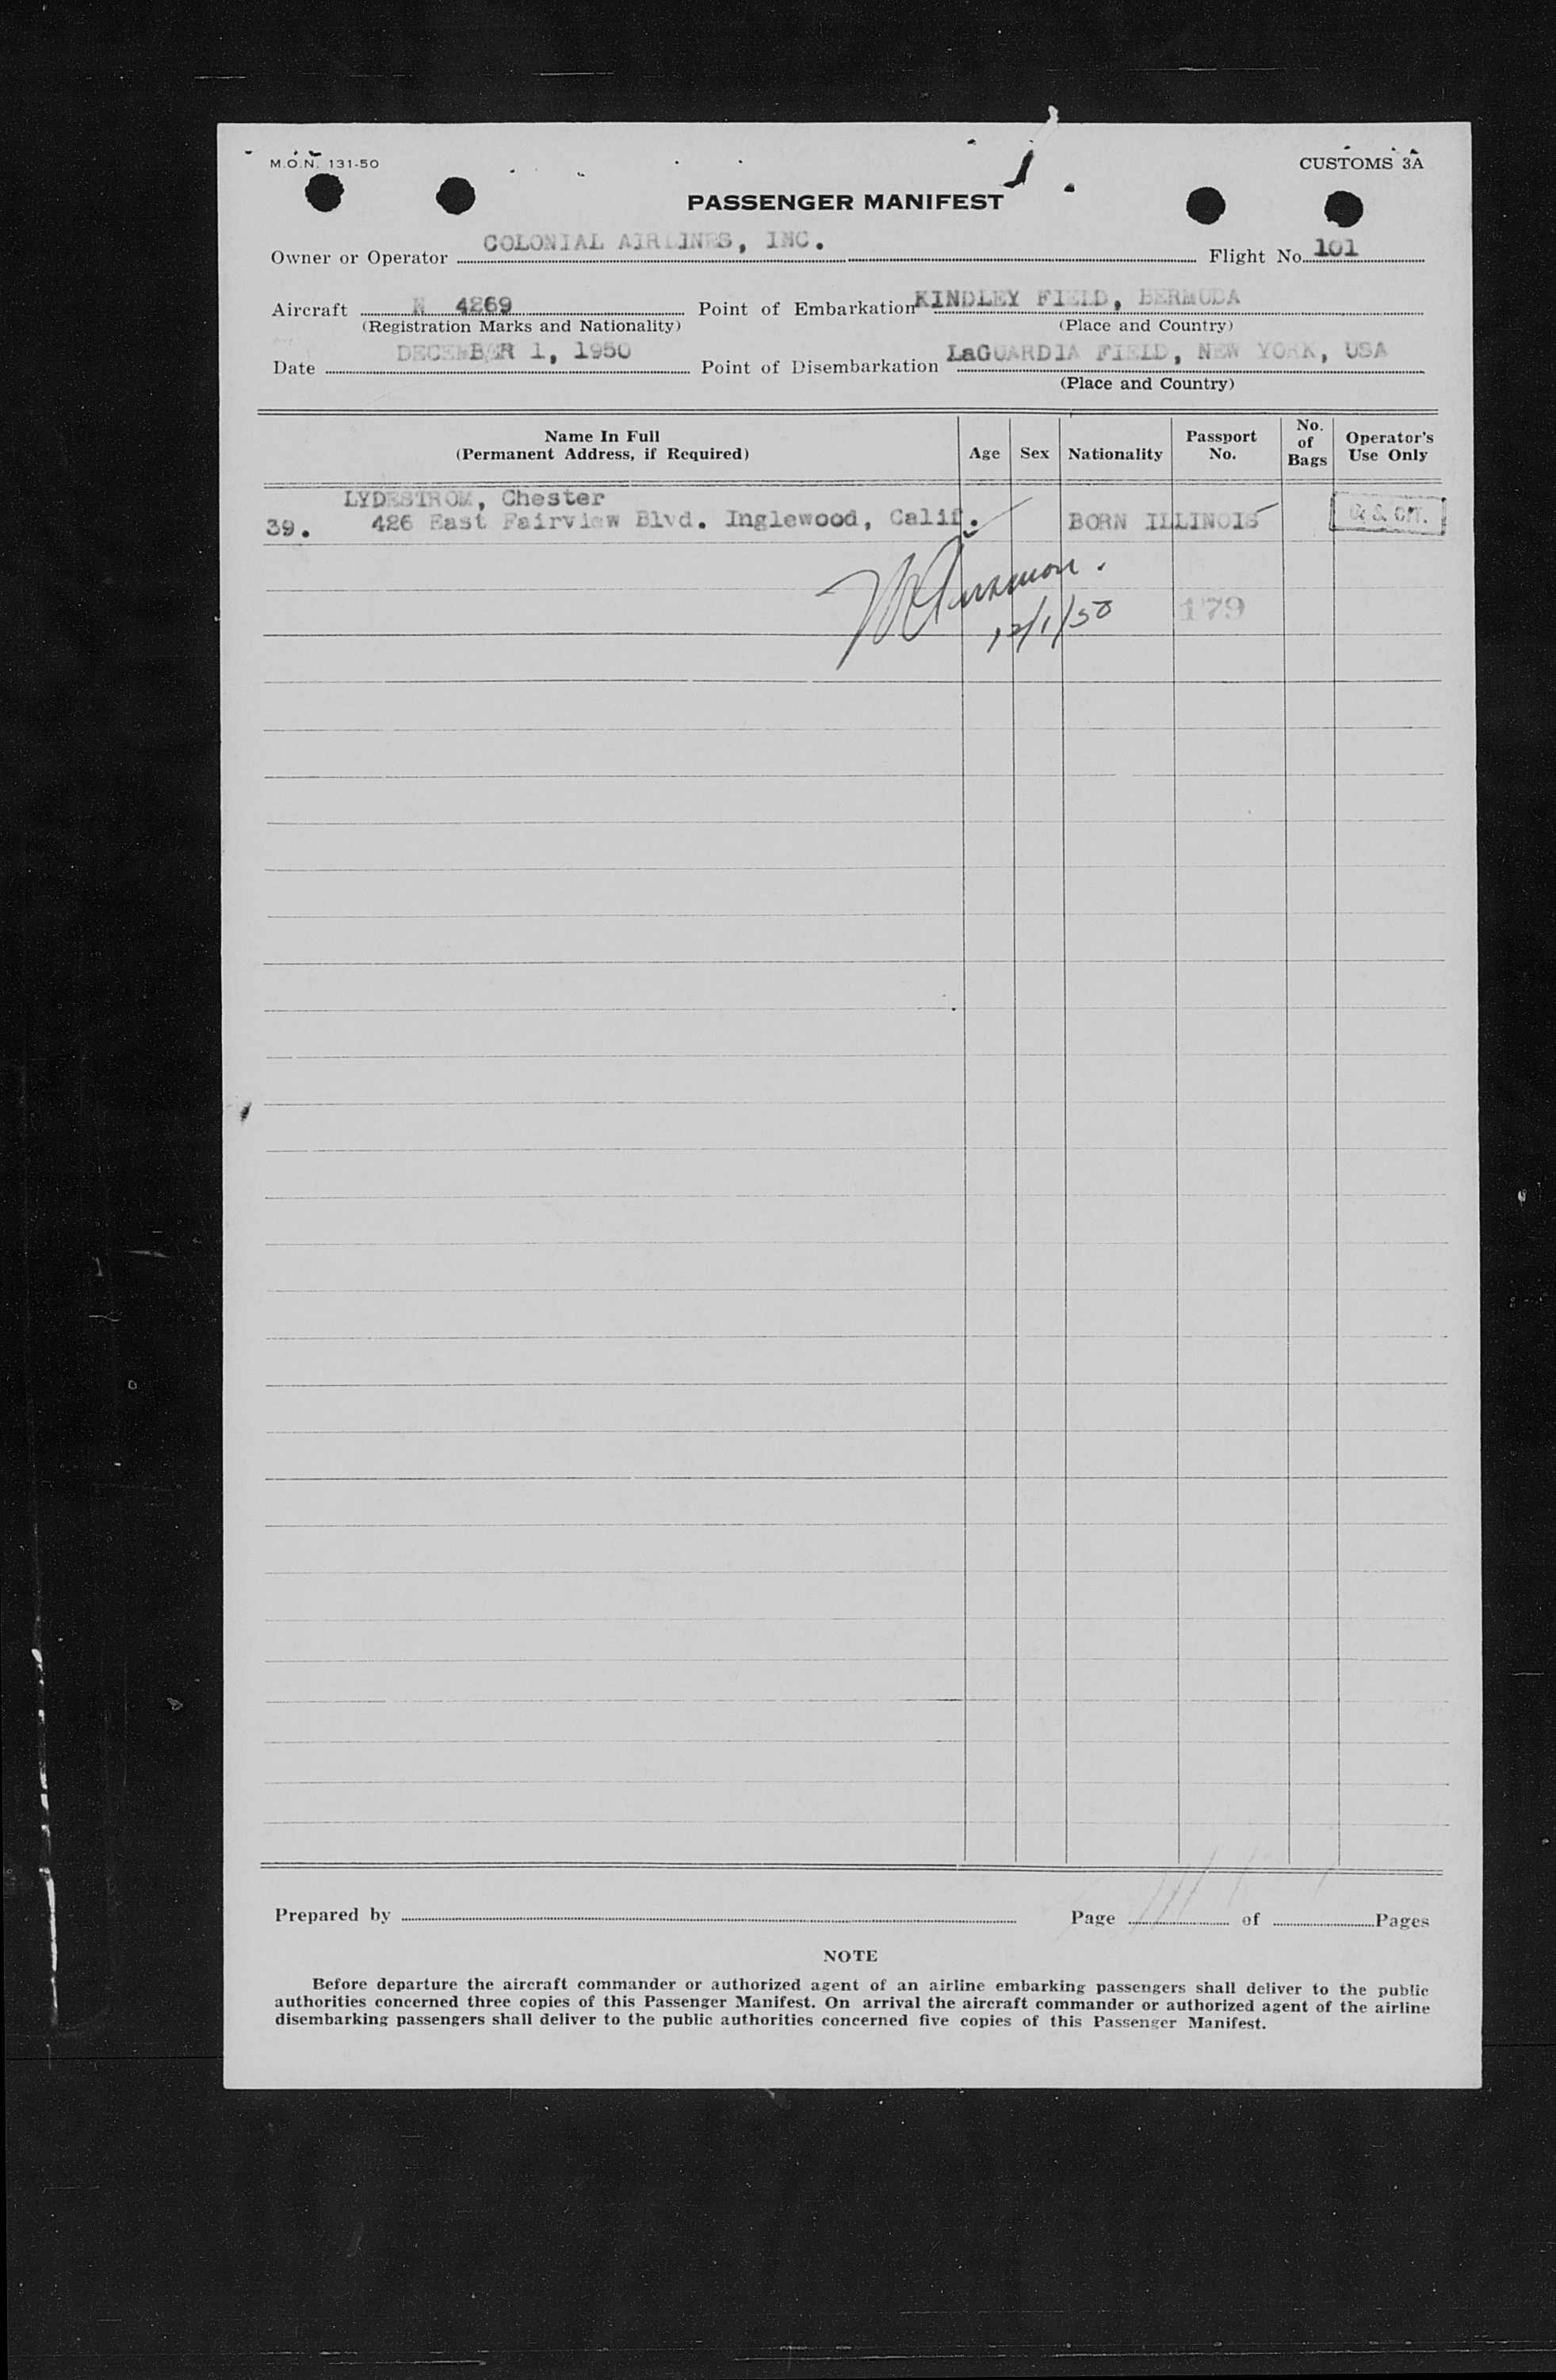 M.O.N. 131-50
CUSTOMS 3A
PASSENGER MANIFEST
Owner or Operator COLONIAL AIRLINES, INC. Flight No. 101
Aircraft N 4269 Point of Embarkation KINDLEY FIELD, BERMUDA
(Registration Marks and Nationality) (Place and Country)
Date DECEMBER 1, 1950 Point of Disembarkation LaGUARDIA FIELD, NEW YORK, USA
(Place and Country)
Name In Full (Permanent Address, if Required) Age Sex Nationality Passport No. No. of Bags Operator's Use Only
LYDESTROM, Chester
39. 426 East Fairview Blvd. Inglewood, Calif. BORN ILLINOIS U. S. CIT.
12/1/50 179
Prepared by Page of Pages
NOTE
Before departure the aircraft commander or authorized agent of an airline embarking passengers shall deliver to the public
authorities concerned three copies of this Passenger Manifest. On arrival the aircraft commander or authorized agent of the airline
disembarking passengers shall deliver to the public authorities concerned five copies of this Passenger Manifest.